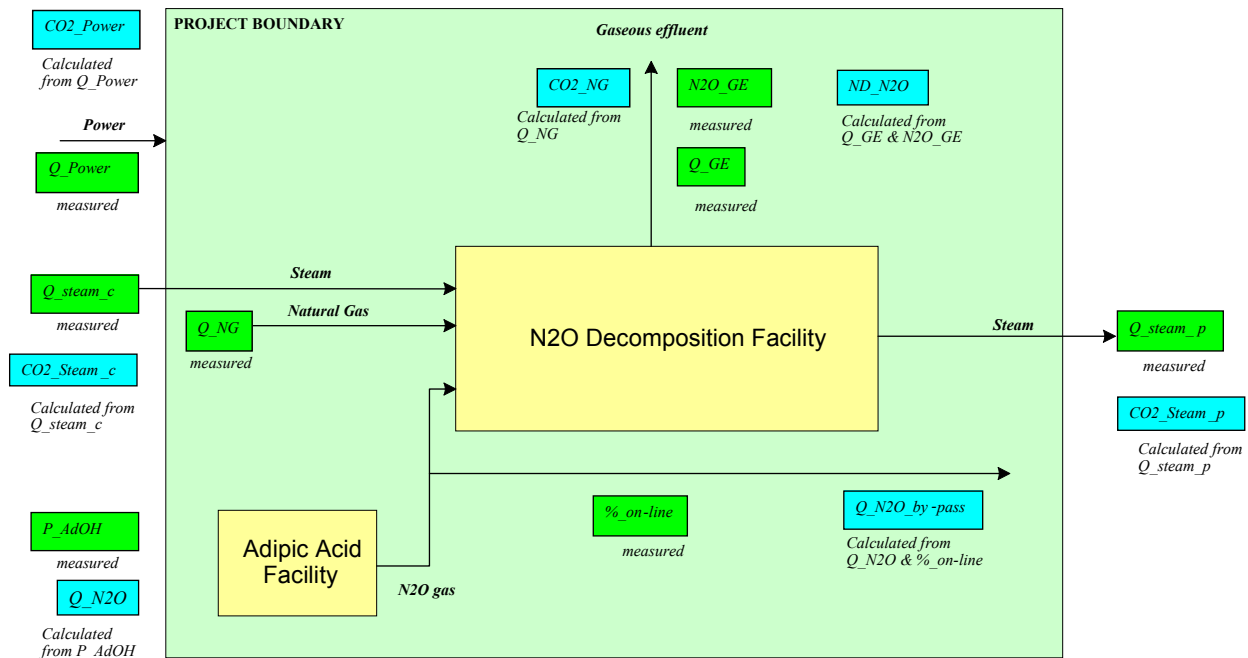 CO2_Power
Calculated
from Q_Power
Power
Q_Power
measured
Q_steam_c
measured
CO2_Steam_c
Calculated from
Q_steam_c
P_AdOH
measured
Q_N2O
Calculated
from P_AdOH
PROJECT BOUNDARY
Gaseous effluent
CO2_NG
Calculated from
Q_NG
N2O_GE
measured
Q_GE
measured
ND_N2O
Calculated from
Q_GE & N2O_GE
Steam
Natural Gas
Q_NG
measured
N2O Decomposition Facility
Steam
Q_steam_p
measured
CO2_Steam_p
Calculated from
Q_steam_p
Adipic Acid
Facility
N2O gas
%_on-line
measured
Q_N2O_by-pass
Calculated from
Q_N2O & %_on-line